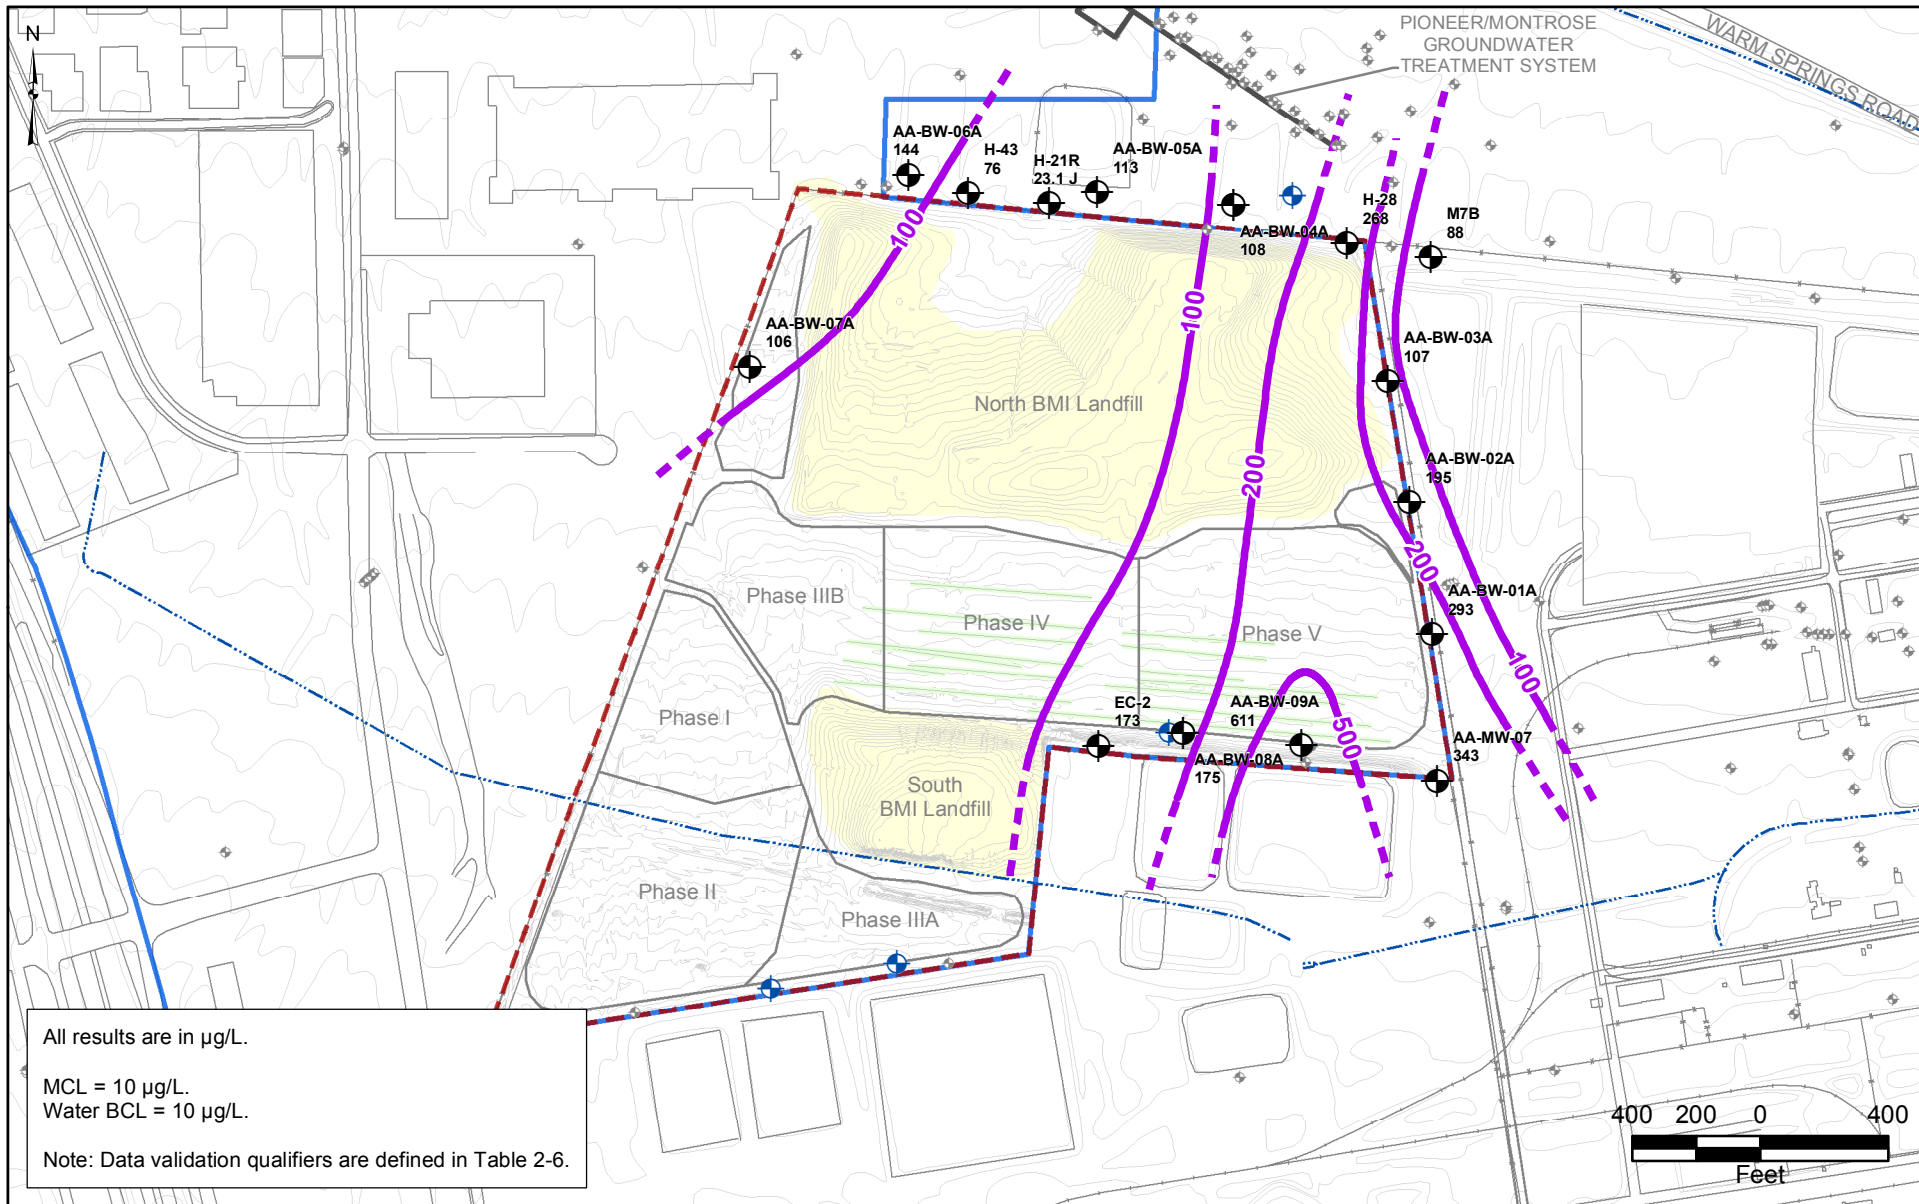 N
PIONEER/MONTROSE
GROUNDWATER
TREATMENT SYSTEM
WARM SPRINGS ROAD
AA-BW-06A
144
H-43
76
H-21R
23.1 J
AA-BW-05A
113
AA-BW-04A
108
H-28
268
M7B
88
100
100
200
AA-BW-07A
106
AA-BW-03A
107
North BMI Landfill
AA-BW-02A
195
200
AA-BW-01A
293
100
Phase IIIB
Phase IV
Phase V
Phase I
EC-2
173
AA-BW-09A
611
500
AA-BW-08A
175
AA-MW-07
343
South
BMI Landfill
Phase II
Phase IIIA
All results are in µg/L.
MCL = 10 µg/L.
Water BCL = 10 µg/L.
Note: Data validation qualifiers are defined in Table 2-6.
400 200 0 400
Feet